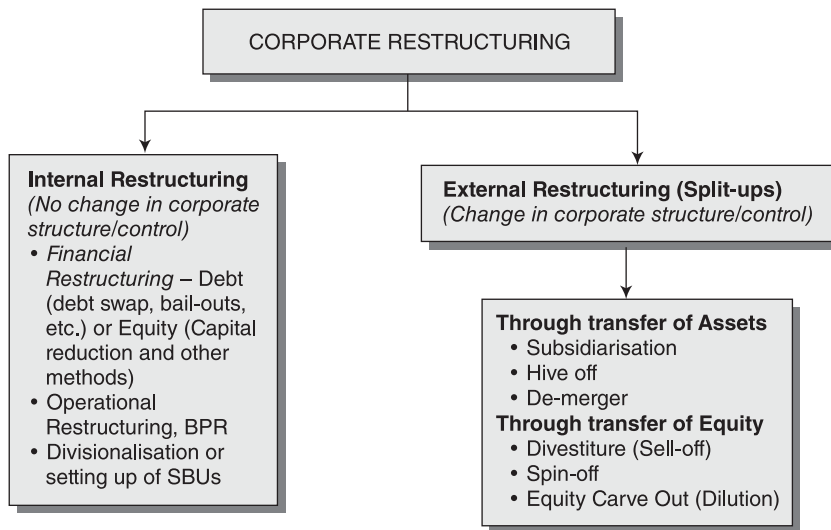 CORPORATE RESTRUCTURING
Internal Restructuring
(No change in corporate
structure/control)
• Financial
Restructuring – Debt
(debt swap, bail-outs,
etc.) or Equity (Capital
reduction and other
methods)
• Operational
Restructuring, BPR
• Divisionalisation or
setting up of SBUs
External Restructuring (Split-ups)
(Change in corporate structure/control)
Through transfer of Assets
• Subsidiarisation
• Hive off
• De-merger
Through transfer of Equity
• Divestiture (Sell-off)
• Spin-off
• Equity Carve Out (Dilution)